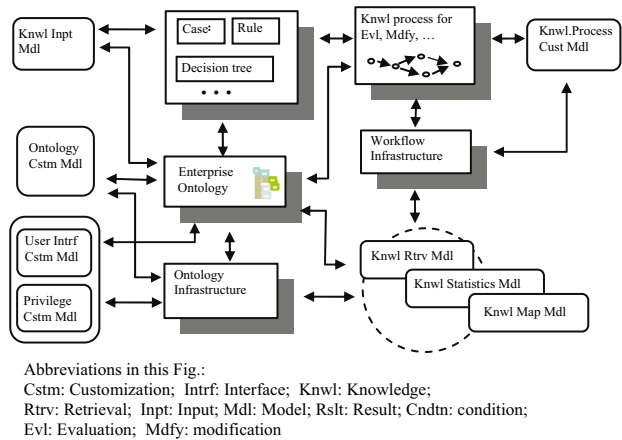 Knwl Inpt
Mdl
Case:
Rule
Decision tree
• • •
Knwl process for
Evl, Mdfy, …
Knwl.Process
Cust Mdl
Ontology
Cstm Mdl
Enterprise
Ontology
Workflow
Infrastructure
User Intrf
Cstm Mdl
Privilege
Cstm Mdl
Ontology
Infrastructure
Knwl Rtrv Mdl
Knwl Statistics Mdl
Knwl Map Mdl
Abbreviations in this Fig.:
Cstm: Customization; Intrf: Interface; Knwl: Knowledge;
Rtrv: Retrieval; Inpt: Input; Mdl: Model; Rslt: Result; Cndtn: condition;
Evl: Evaluation; Mdfy: modification